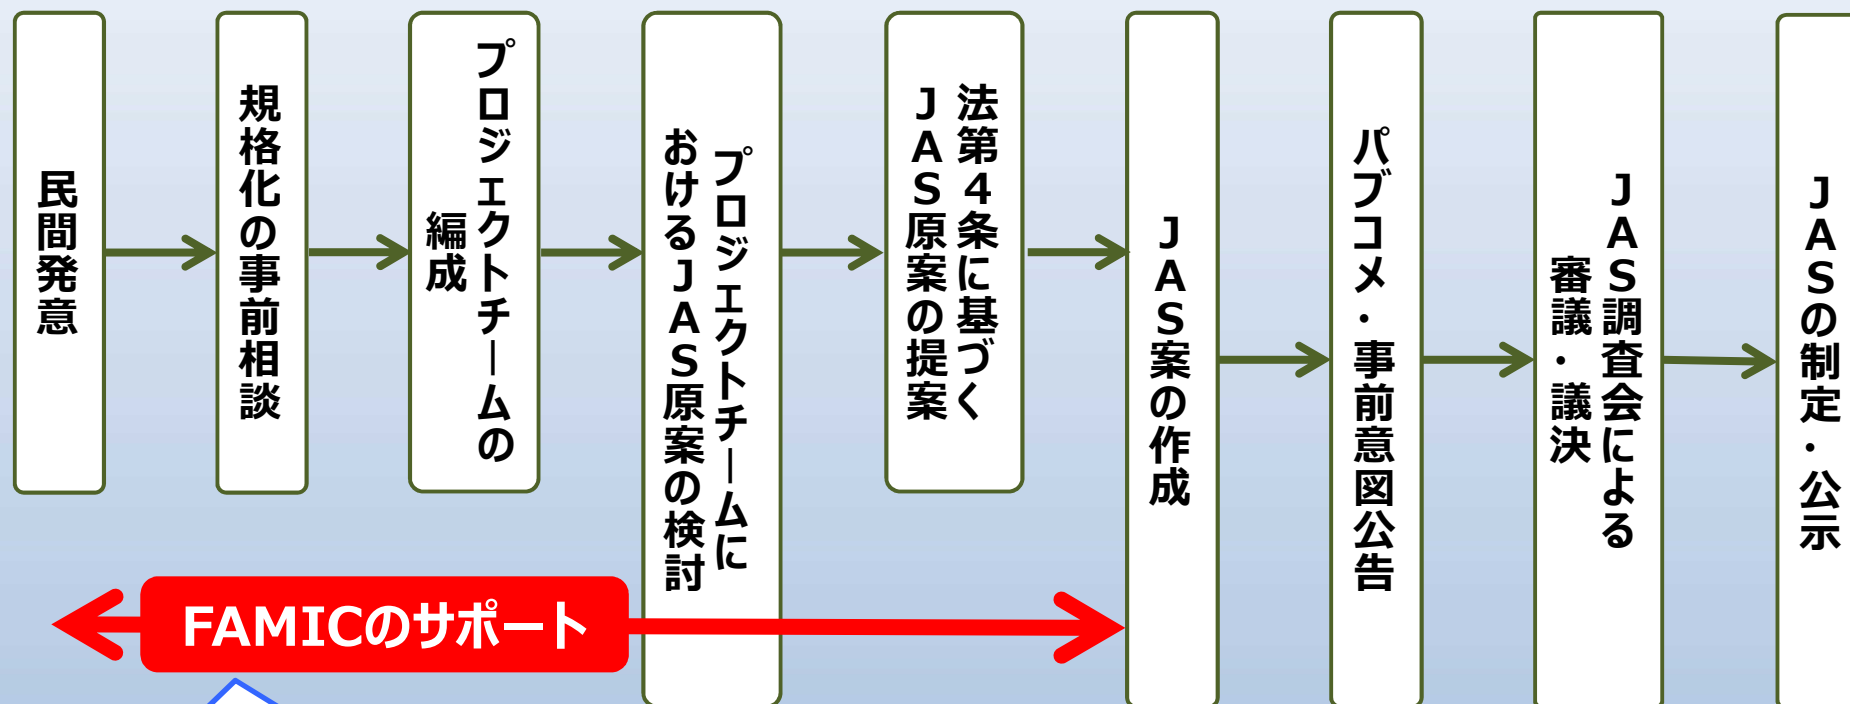 民間発意
規格化の事前相談
プロジェクトチームの
編成
プロジェクトチームに
おけるJAS原案の検討
法第4条に基づく
JAS原案の提案
JAS案の作成
パブコメ・事前意図公告
JAS調査会による
審議・議決
JASの制定・公示
FAMICのサポート